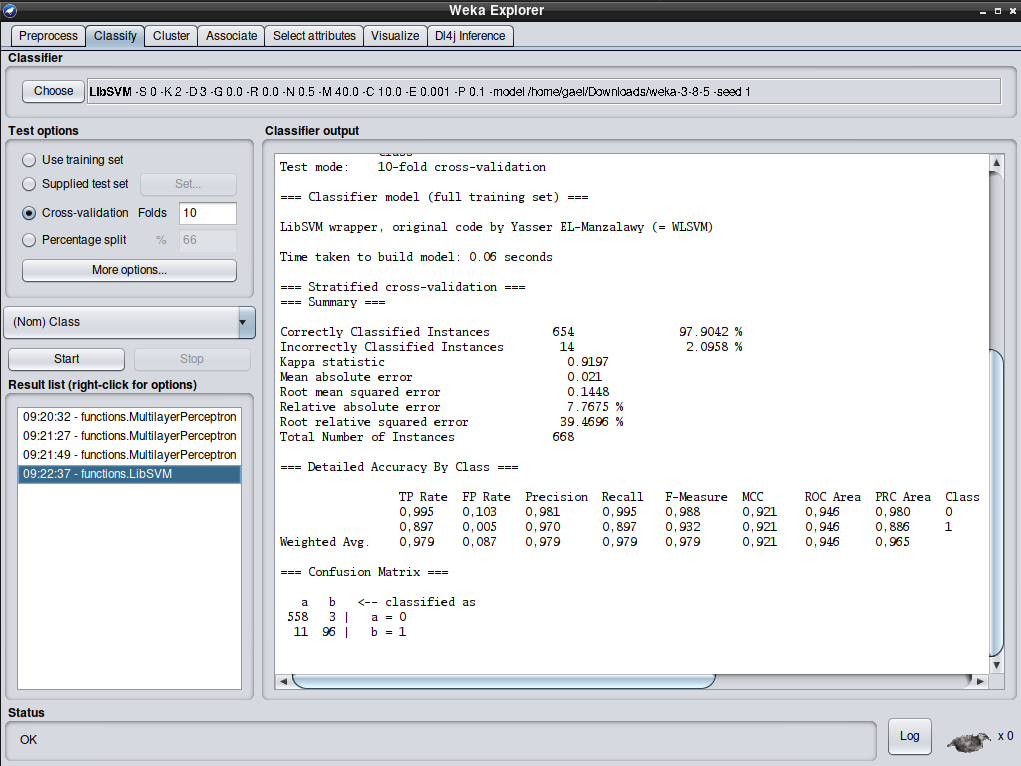 Weka Explorer
Preprocess Classify Cluster Associate Select attributes Visualize Dl4j Inference
Classifier
Choose LibSVM -S 0 -K 2 -D 3 -G 0.0 -R 0.0 -N 0.5 -M 40.0 -C 10.0 -E 0.001 -P 0.1 -model /home/gael/Downloads/weka-3-8-5 -seed 1
Test options
Use training set
Supplied test set Set...
Cross-validation Folds 10
Percentage split % 66
More options...
(Nom) Class
Start Stop
Result list (right-click for options)
09:20:32 - functions.MultilayerPerceptron
09:21:27 - functions.MultilayerPerceptron
09:21:49 - functions.MultilayerPerceptron
09:22:37 - functions.LibSVM
Classifier output
Test mode: 10-fold cross-validation
=== Classifier model (full training set) ===
LibSVM wrapper, original code by Yasser EL-Manzalawy (= WLSVM)
Time taken to build model: 0.06 seconds
=== Stratified cross-validation ===
=== Summary ===
Correctly Classified Instances 654 97.9042 %
Incorrectly Classified Instances 14 2.0958 %
Kappa statistic 0.9197
Mean absolute error 0.021
Root mean squared error 0.1448
Relative absolute error 7.7675 %
Root relative squared error 39.4696 %
Total Number of Instances 668
=== Detailed Accuracy By Class ===
TP Rate FP Rate Precision Recall F-Measure MCC ROC Area PRC Area Class
0,995 0,103 0,981 0,995 0,988 0,921 0,946 0,980 0
0,897 0,005 0,970 0,897 0,932 0,921 0,946 0,886 1
Weighted Avg. 0,979 0,087 0,979 0,979 0,979 0,921 0,946 0,965
=== Confusion Matrix ===
a b <-- classified as
558 3 | a = 0
11 96 | b = 1
Status
OK
Log x 0